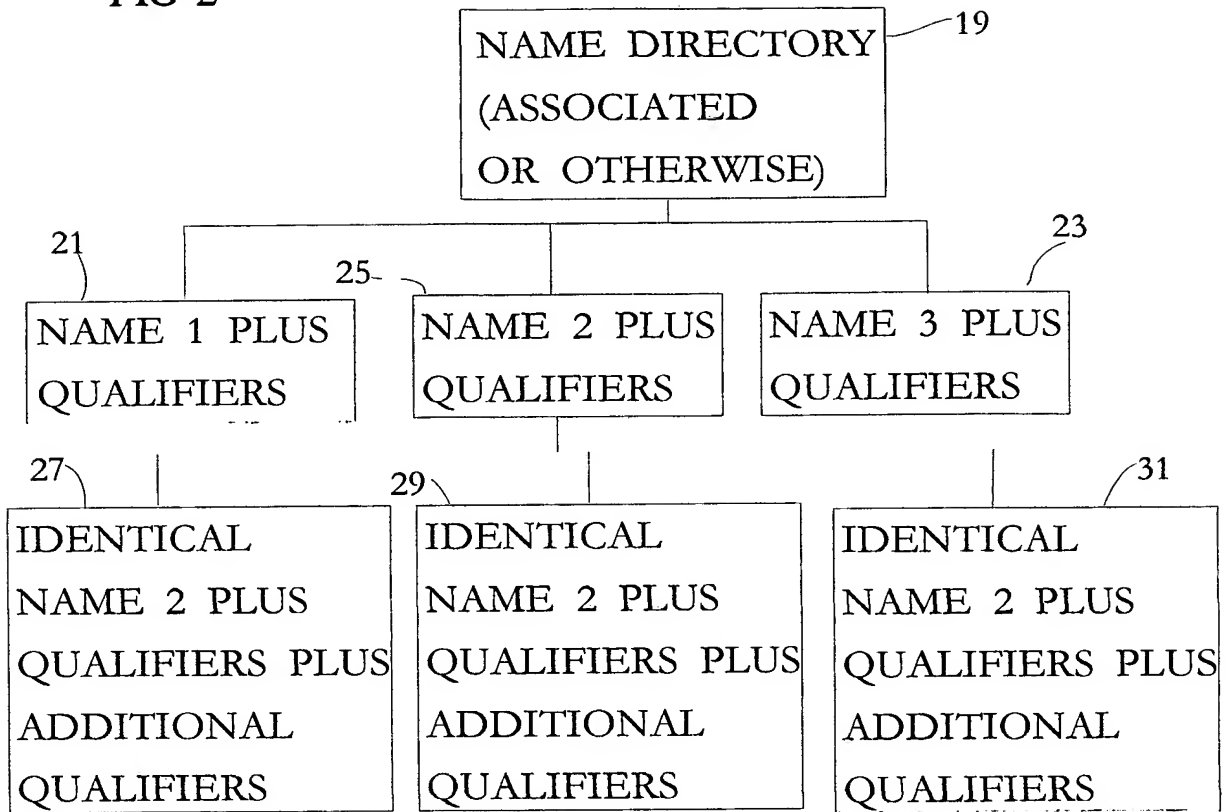 FIG 2
NAME DIRECTORY
(ASSOCIATED
OR OTHERWISE)
19
21
NAME 1 PLUS
QUALIFIERS
25
NAME 2 PLUS
QUALIFIERS
23
NAME 3 PLUS
QUALIFIERS
27
IDENTICAL
NAME 2 PLUS
QUALIFIERS PLUS
ADDITIONAL
QUALIFIERS
29
IDENTICAL
NAME 2 PLUS
QUALIFIERS PLUS
ADDITIONAL
QUALIFIERS
31
IDENTICAL
NAME 2 PLUS
QUALIFIERS PLUS
ADDITIONAL
QUALIFIERS